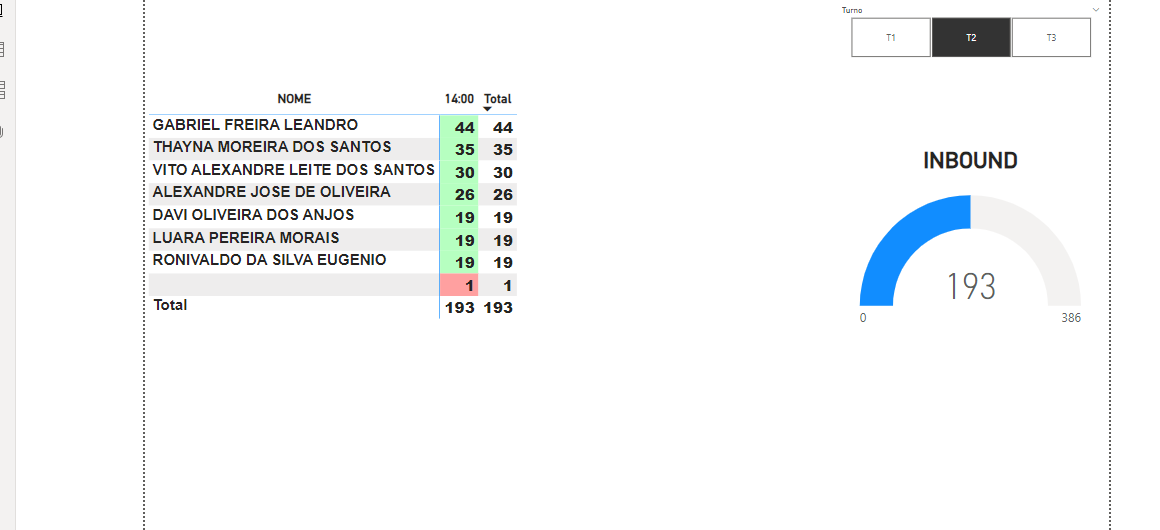 Turno
T1 T2 T3
NOME 14:00 Total
GABRIEL FREIRA LEANDRO 44 44
THAYNA MOREIRA DOS SANTOS 35 35
VITO ALEXANDRE LEITE DOS SANTOS 30 30
ALEXANDRE JOSE DE OLIVEIRA 26 26
DAVI OLIVEIRA DOS ANJOS 19 19
LUARA PEREIRA MORAIS 19 19
RONIVALDO DA SILVA EUGENIO 19 19
1 1
Total 193 193
INBOUND
193
0 386